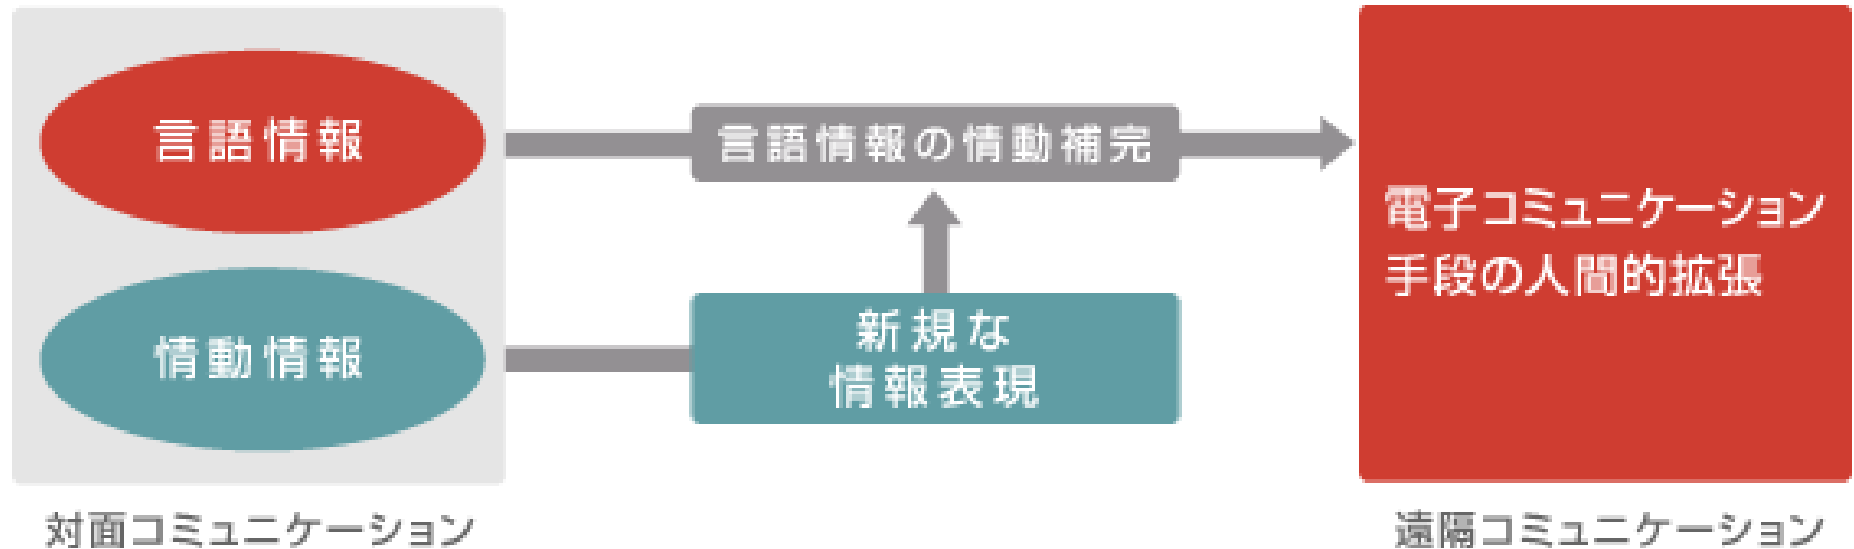 言語情報
言語情報の情動補完
情動情報
新規な
情報表現
電子コミュニケーション
手段の人間的拡張
対面コミュニケーション
遠隔コミュニケーション